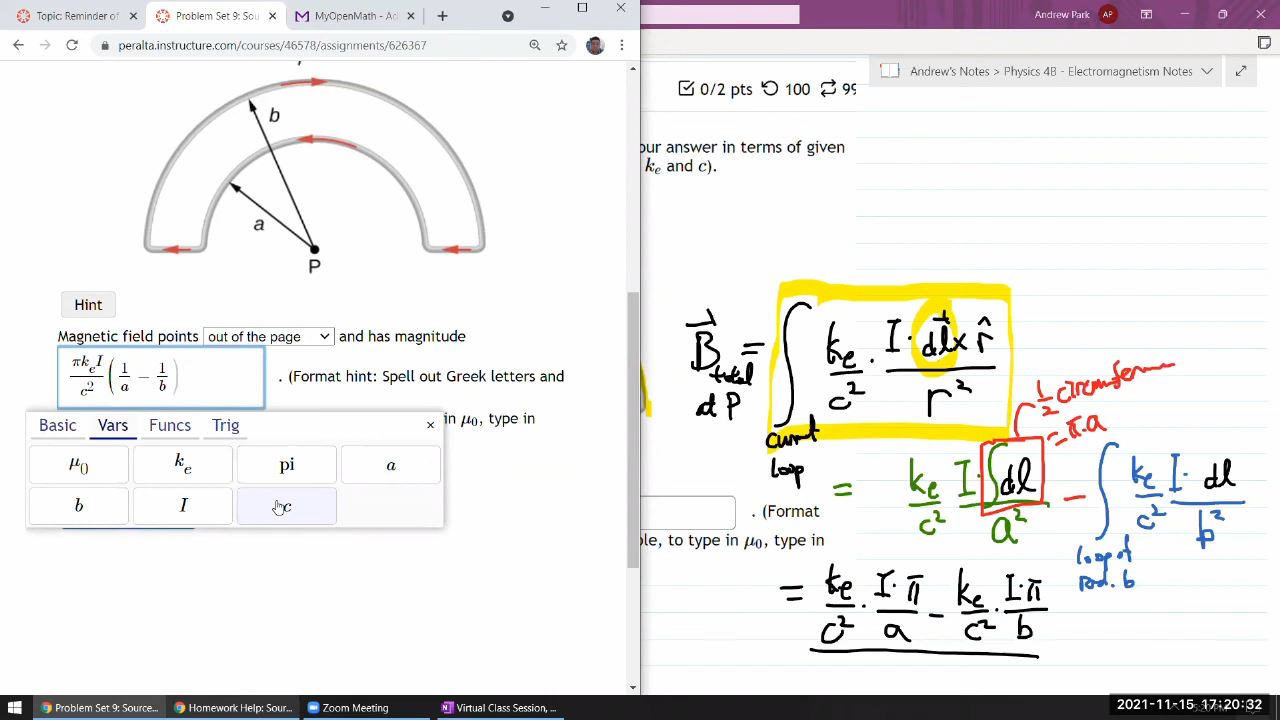 Topic Reminder for
Problem Set 9: Sou
MyOpenMath - Ad
Andrew Park AP
peralta.instructure.com/courses/46578/assignments/626367
Andrew's Notes - Physics 4B - Electromagnetism Notes
0/2 pts 100 99
our answer in terms of given
k_e and c).
b
a
P
Hint
Magnetic field points out of the page and has magnitude
πk_eI/c² (1/a − 1/b) . (Format hint: Spell out Greek letters and
in μ₀, type in
Basic Vars Funcs Trig ×
μ₀ k_e pi a
b I c
. (Format
ple, to type in μ₀, type in
B⃗ total at P = ∫ current loop k_e/c² · I · dl⃗ × r̂ / r²
½ circumference
= π·a
= k_e/c² I · ∫dl / a² − ∫ loop of rad. b k_e/c² I · dl / b²
= k_e/c² · I·π/a − k_e/c² · I·π/b
Problem Set 9: Source...
Homework Help: Sour...
Zoom Meeting
Virtual Class Session, ...
2021-11-15 17:20:32